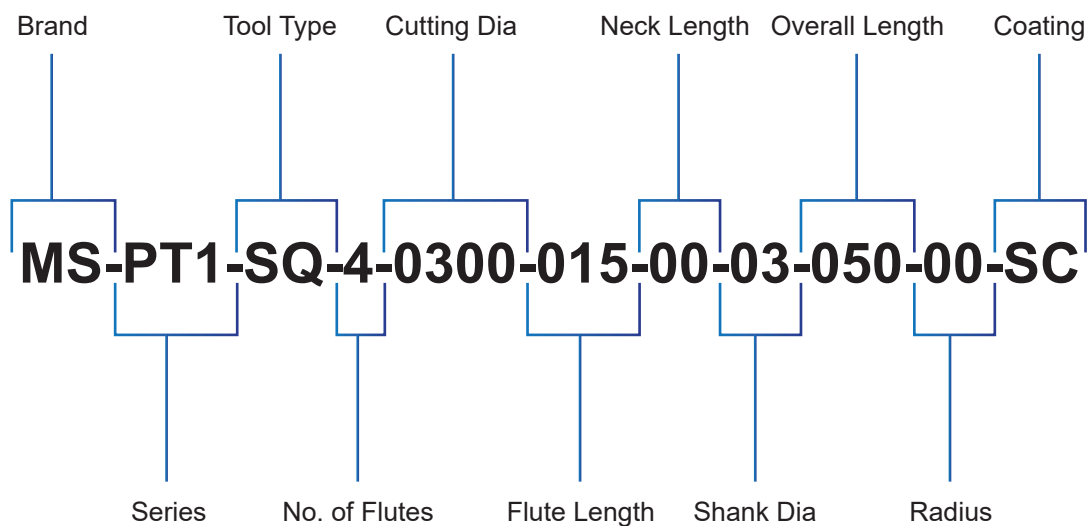 Brand Tool Type Cutting Dia Neck Length Overall Length Coating
MS-PT1-SQ-4-0300-015-00-03-050-00-SC
Series No. of Flutes Flute Length Shank Dia Radius